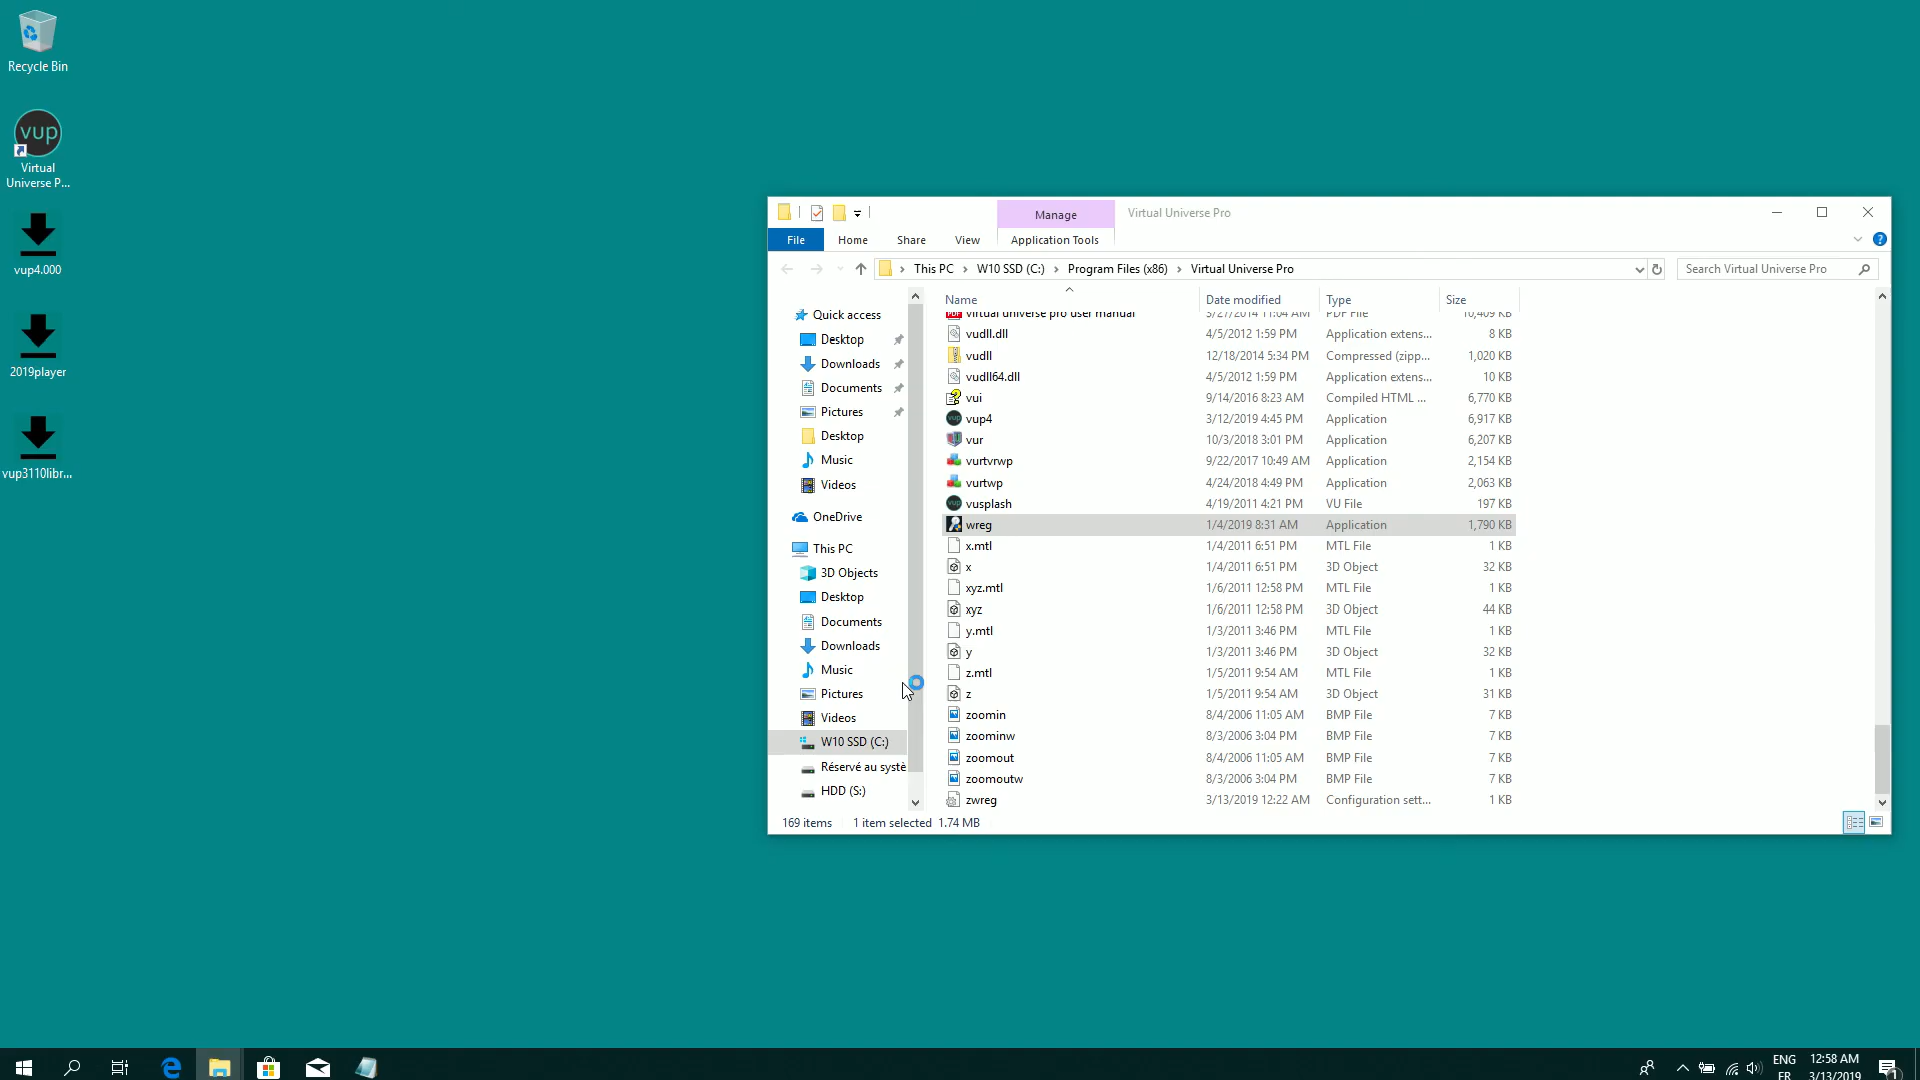 Recycle Bin
vup
Virtual
Universe P...
vup4.000
2019player
vup3110libr...
Manage
Virtual Universe Pro
File
Home
Share
View
Application Tools
This PC
W10 SSD (C:)
Program Files (x86)
Virtual Universe Pro
Search Virtual Universe Pro
Quick access
Desktop
Downloads
Documents
Pictures
Desktop
Music
Videos
OneDrive
This PC
3D Objects
Desktop
Documents
Downloads
Music
Pictures
Videos
W10 SSD (C:)
Réservé au systè
HDD (S:)
Name Date modified Type Size
virtual universe pro user manual 3/27/2014 11:04 AM PDF File 10,409 KB
vudll.dll 4/5/2012 1:59 PM Application extens... 8 KB
vudll 12/18/2014 5:34 PM Compressed (zipp... 1,020 KB
vudll64.dll 4/5/2012 1:59 PM Application extens... 10 KB
vui 9/14/2016 8:23 AM Compiled HTML ... 6,770 KB
vup4 3/12/2019 4:45 PM Application 6,917 KB
vur 10/3/2018 3:01 PM Application 6,207 KB
vurtvrwp 9/22/2017 10:49 AM Application 2,154 KB
vurtwp 4/24/2018 4:49 PM Application 2,063 KB
vusplash 4/19/2011 4:21 PM VU File 197 KB
wreg 1/4/2019 8:31 AM Application 1,790 KB
x.mtl 1/4/2011 6:51 PM MTL File 1 KB
x 1/4/2011 6:51 PM 3D Object 32 KB
xyz.mtl 1/6/2011 12:58 PM MTL File 1 KB
xyz 1/6/2011 12:58 PM 3D Object 44 KB
y.mtl 1/3/2011 3:46 PM MTL File 1 KB
y 1/3/2011 3:46 PM 3D Object 32 KB
z.mtl 1/5/2011 9:54 AM MTL File 1 KB
z 1/5/2011 9:54 AM 3D Object 31 KB
zoomin 8/4/2006 11:05 AM BMP File 7 KB
zoominw 8/3/2006 3:04 PM BMP File 7 KB
zoomout 8/4/2006 11:05 AM BMP File 7 KB
zoomoutw 8/3/2006 3:04 PM BMP File 7 KB
zwreg 3/13/2019 12:22 AM Configuration sett... 1 KB
169 items 1 item selected 1.74 MB
ENG
FR
12:58 AM
3/13/2019
1